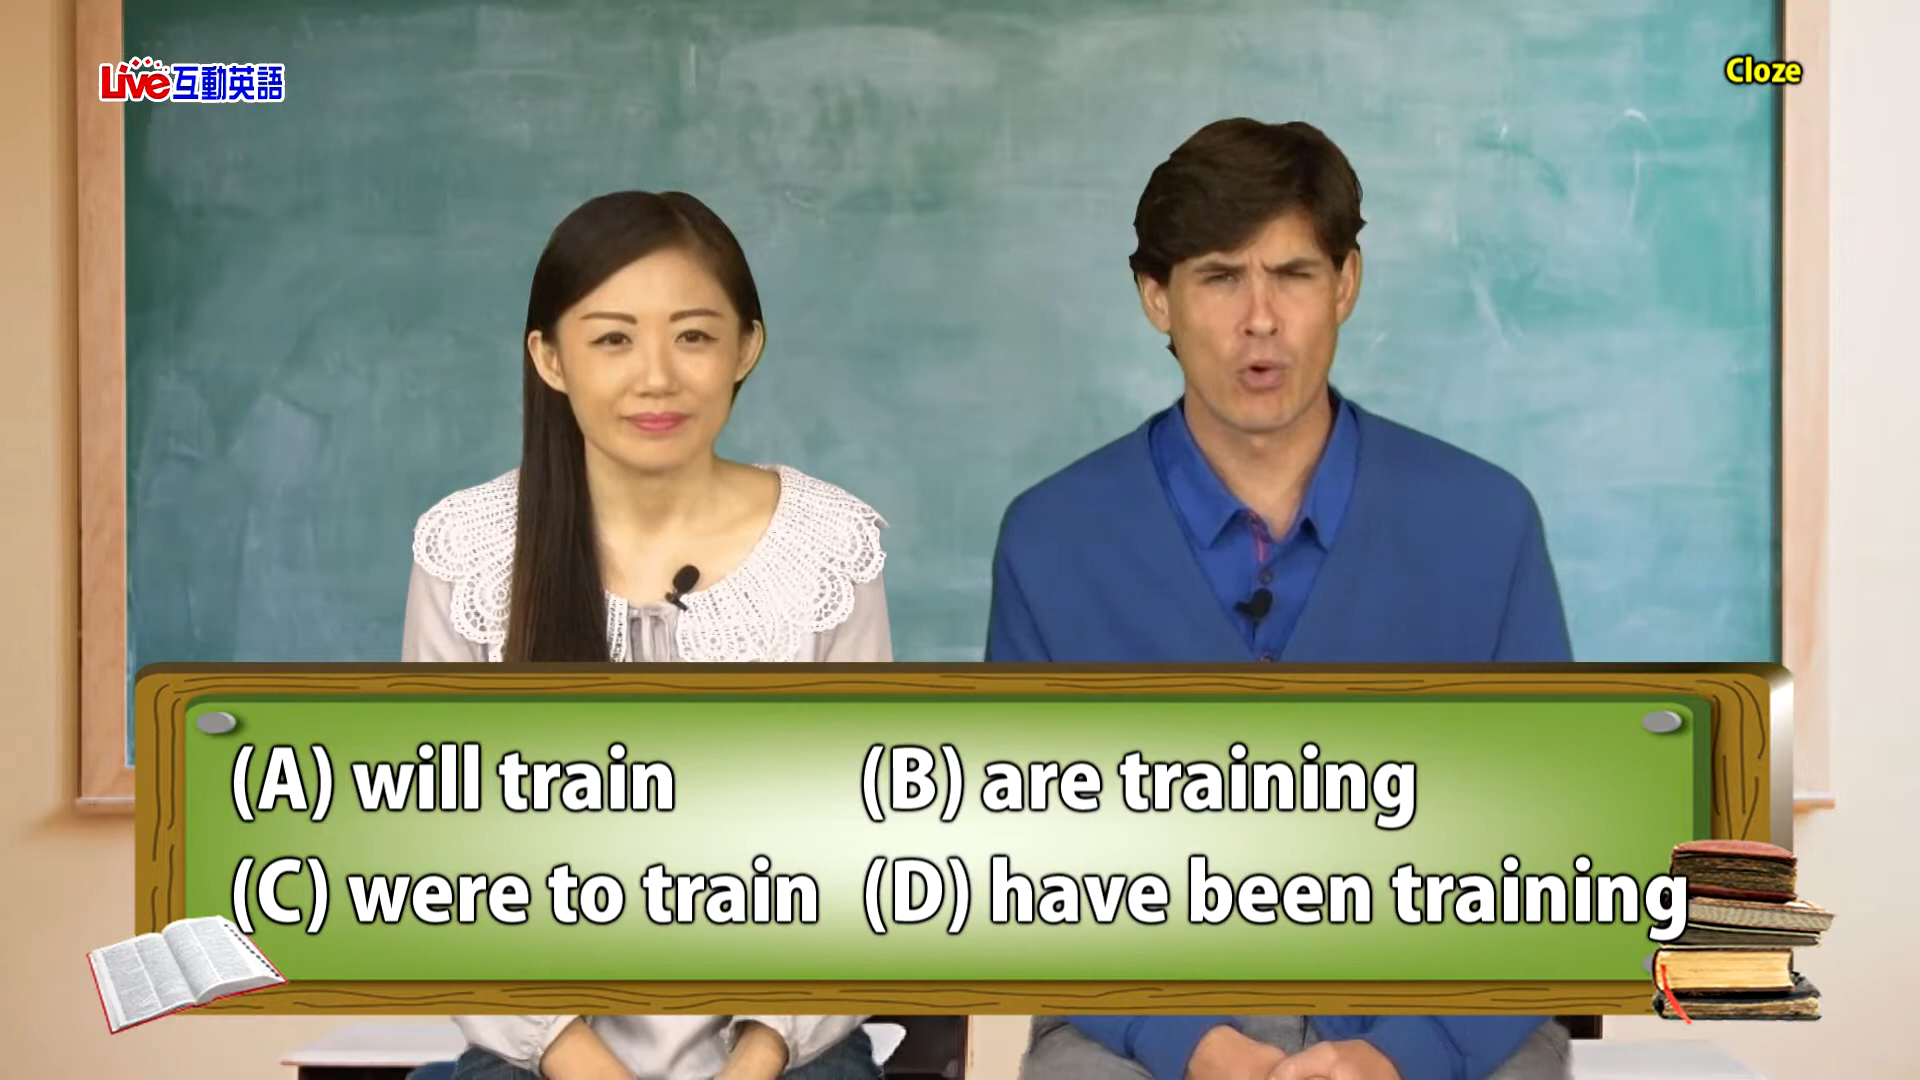 Live互動英語
Cloze
(A) will train (B) are training
(C) were to train (D) have been training